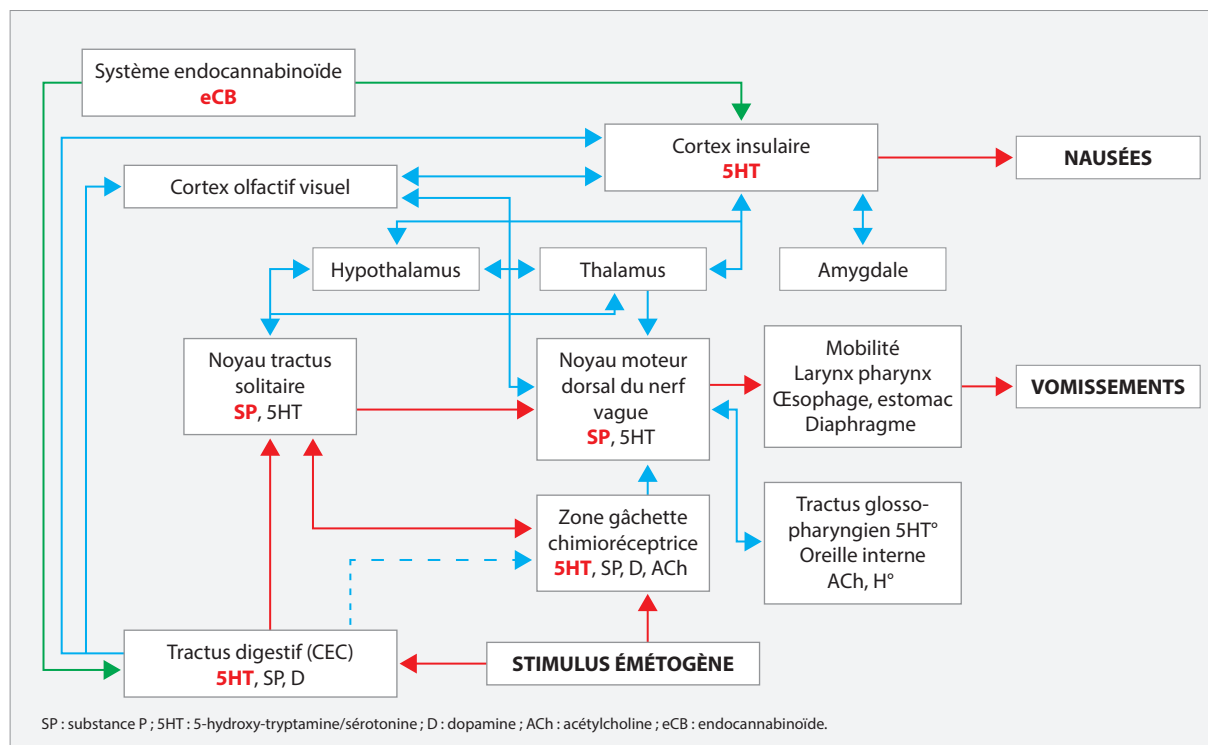 Système endocannabinoïde
eCB
Cortex insulaire
5HT
NAUSÉES
Cortex olfactif visuel
Hypothalamus
Thalamus
Amygdale
Noyau tractus
solitaire
SP, 5HT
Noyau moteur
dorsal du nerf
vague
SP, 5HT
Mobilité
Larynx pharynx
Œsophage, estomac
Diaphragme
VOMISSEMENTS
Zone gâchette
chimioréceptrice
5HT, SP, D, ACh
Tractus glosso-
pharyngien 5HT°
Oreille interne
ACh, H°
Tractus digestif (CEC)
5HT, SP, D
STIMULUS ÉMÉTOGÈNE
SP : substance P ; 5HT : 5-hydroxy-tryptamine/sérotonine ; D : dopamine ; ACh : acétylcholine ; eCB : endocannabinoïde.